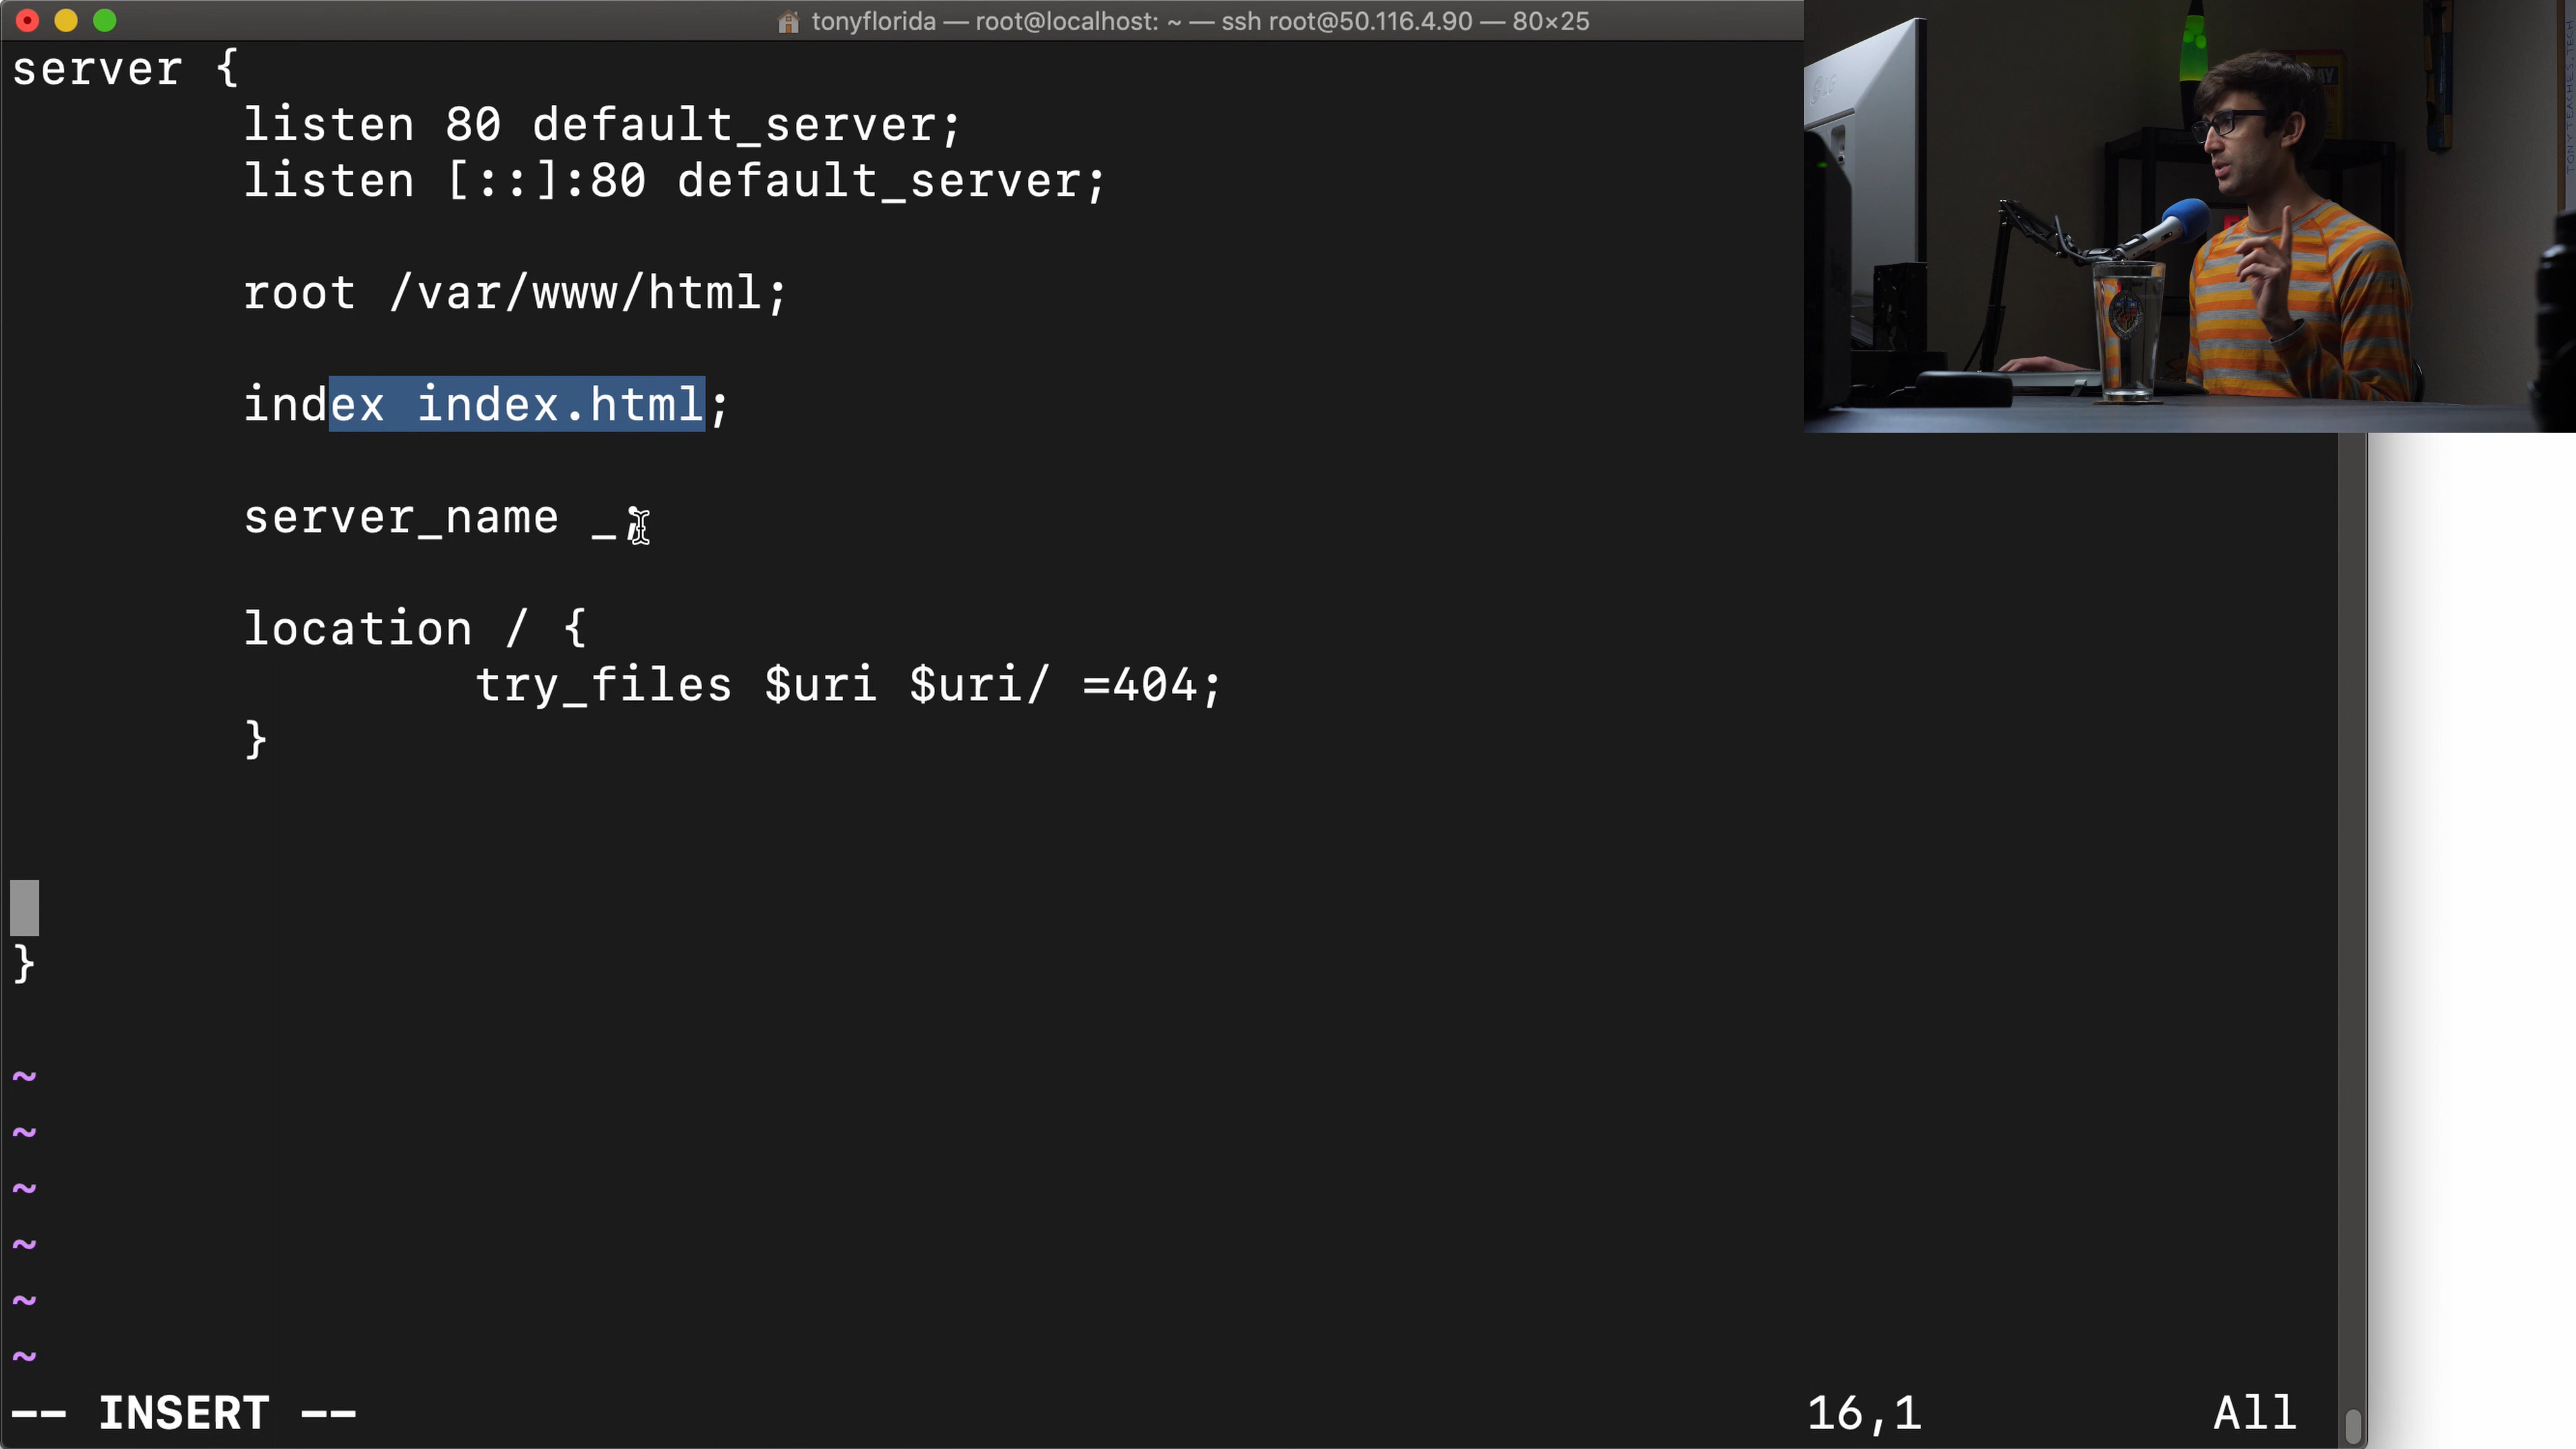 tonyflorida — root@localhost: ~ — ssh root@50.116.4.90 — 80×25
server {
listen 80 default_server;
listen [::]:80 default_server;
root /var/www/html;
index index.html;
server_name _;
location / {
try_files $uri $uri/ =404;
}
}
~
~
~
~
~
~
-- INSERT -- 16,1 All
LG